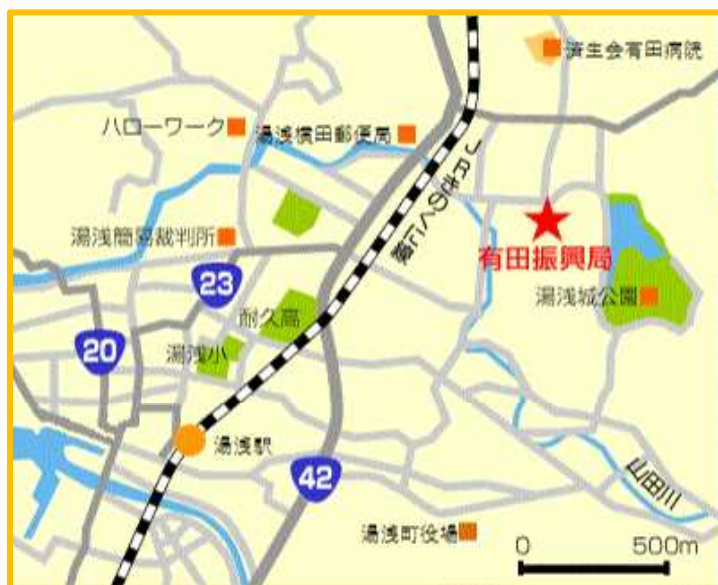 済生会有田病院
ハローワーク
湯浅横田郵便局
JRきのくに線
湯浅簡易裁判所
有田振興局
23
湯浅城公園
耐久高
20
湯浅小
湯浅駅
42
山田川
湯浅町役場
0 500m